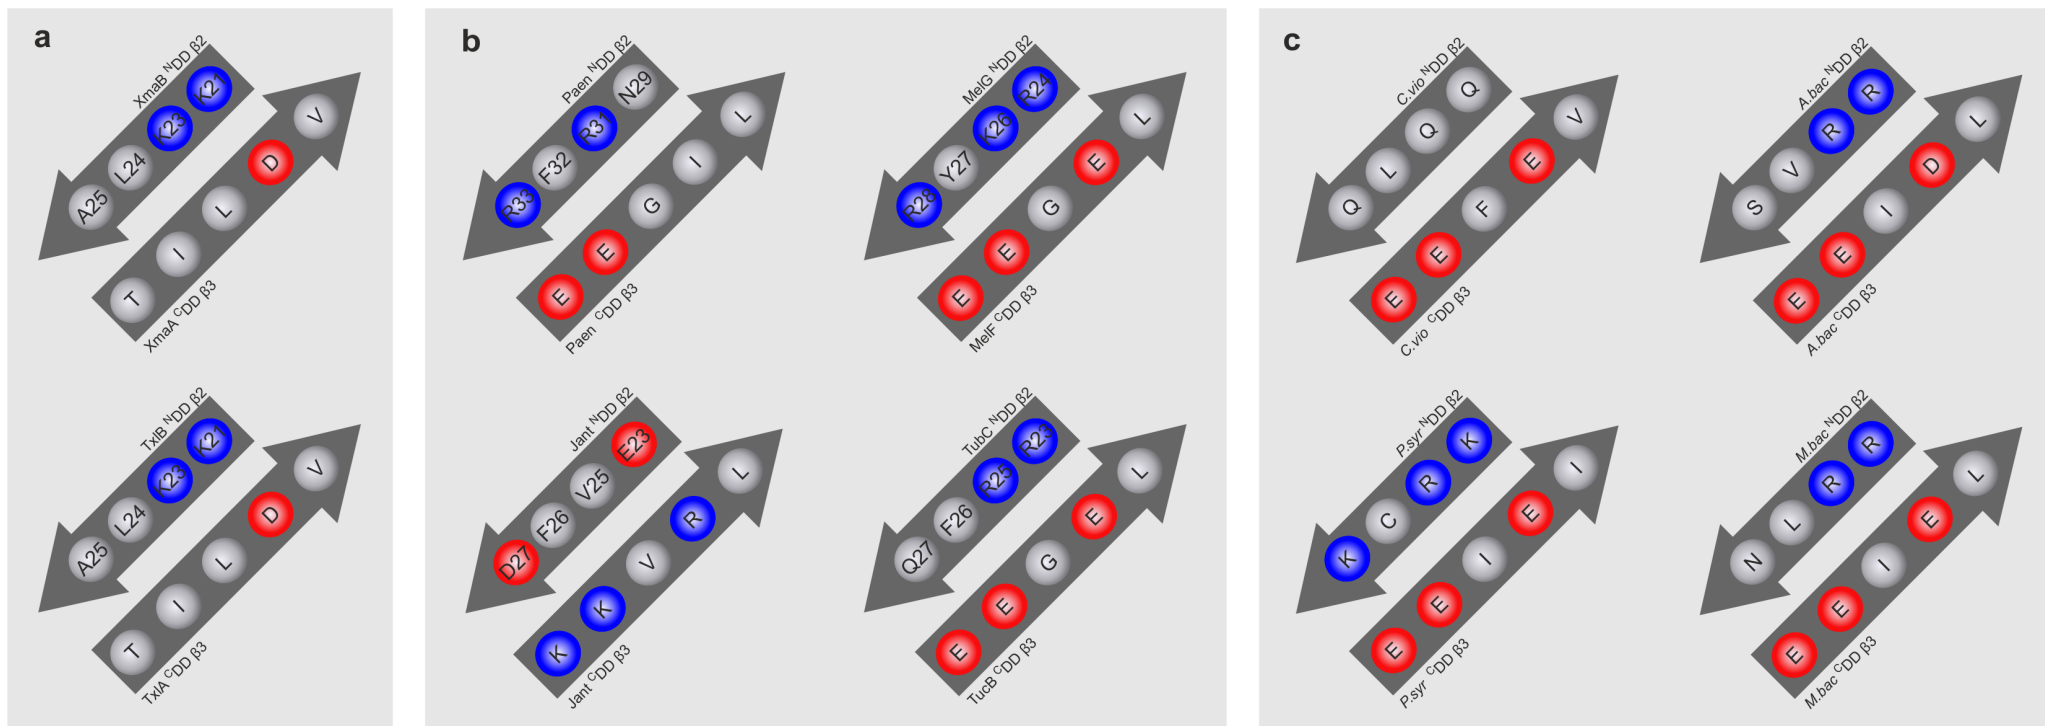 a
XmaB ᴺDD β2
K21
K23
L24
A25
V
D
L
I
T
XmaA ᶜDD β3
TxlB ᴺDD β2
K21
K23
L24
A25
V
D
L
I
T
TxlA ᶜDD β3
b
Paen ᴺDD β2
N29
R31
F32
R33
L
I
G
E
E
Paen ᶜDD β3
MelG ᴺDD β2
R24
K26
Y27
R28
L
E
G
E
E
MelF ᶜDD β3
Jant ᴺDD β2
E23
V25
F26
D27
L
R
V
K
K
Jant ᶜDD β3
TubC ᴺDD β2
R23
R25
F26
Q27
L
E
G
E
E
TucB ᶜDD β3
c
C.vio ᴺDD β2
Q
Q
L
Q
V
E
F
E
E
C.vio ᶜDD β3
A.bac ᴺDD β2
R
R
V
S
L
D
I
E
E
A.bac ᶜDD β3
P.syr ᴺDD β2
K
R
C
K
I
E
I
E
E
P.syr ᶜDD β3
M.bac ᴺDD β2
R
R
L
N
L
E
I
E
E
M.bac ᶜDD β3